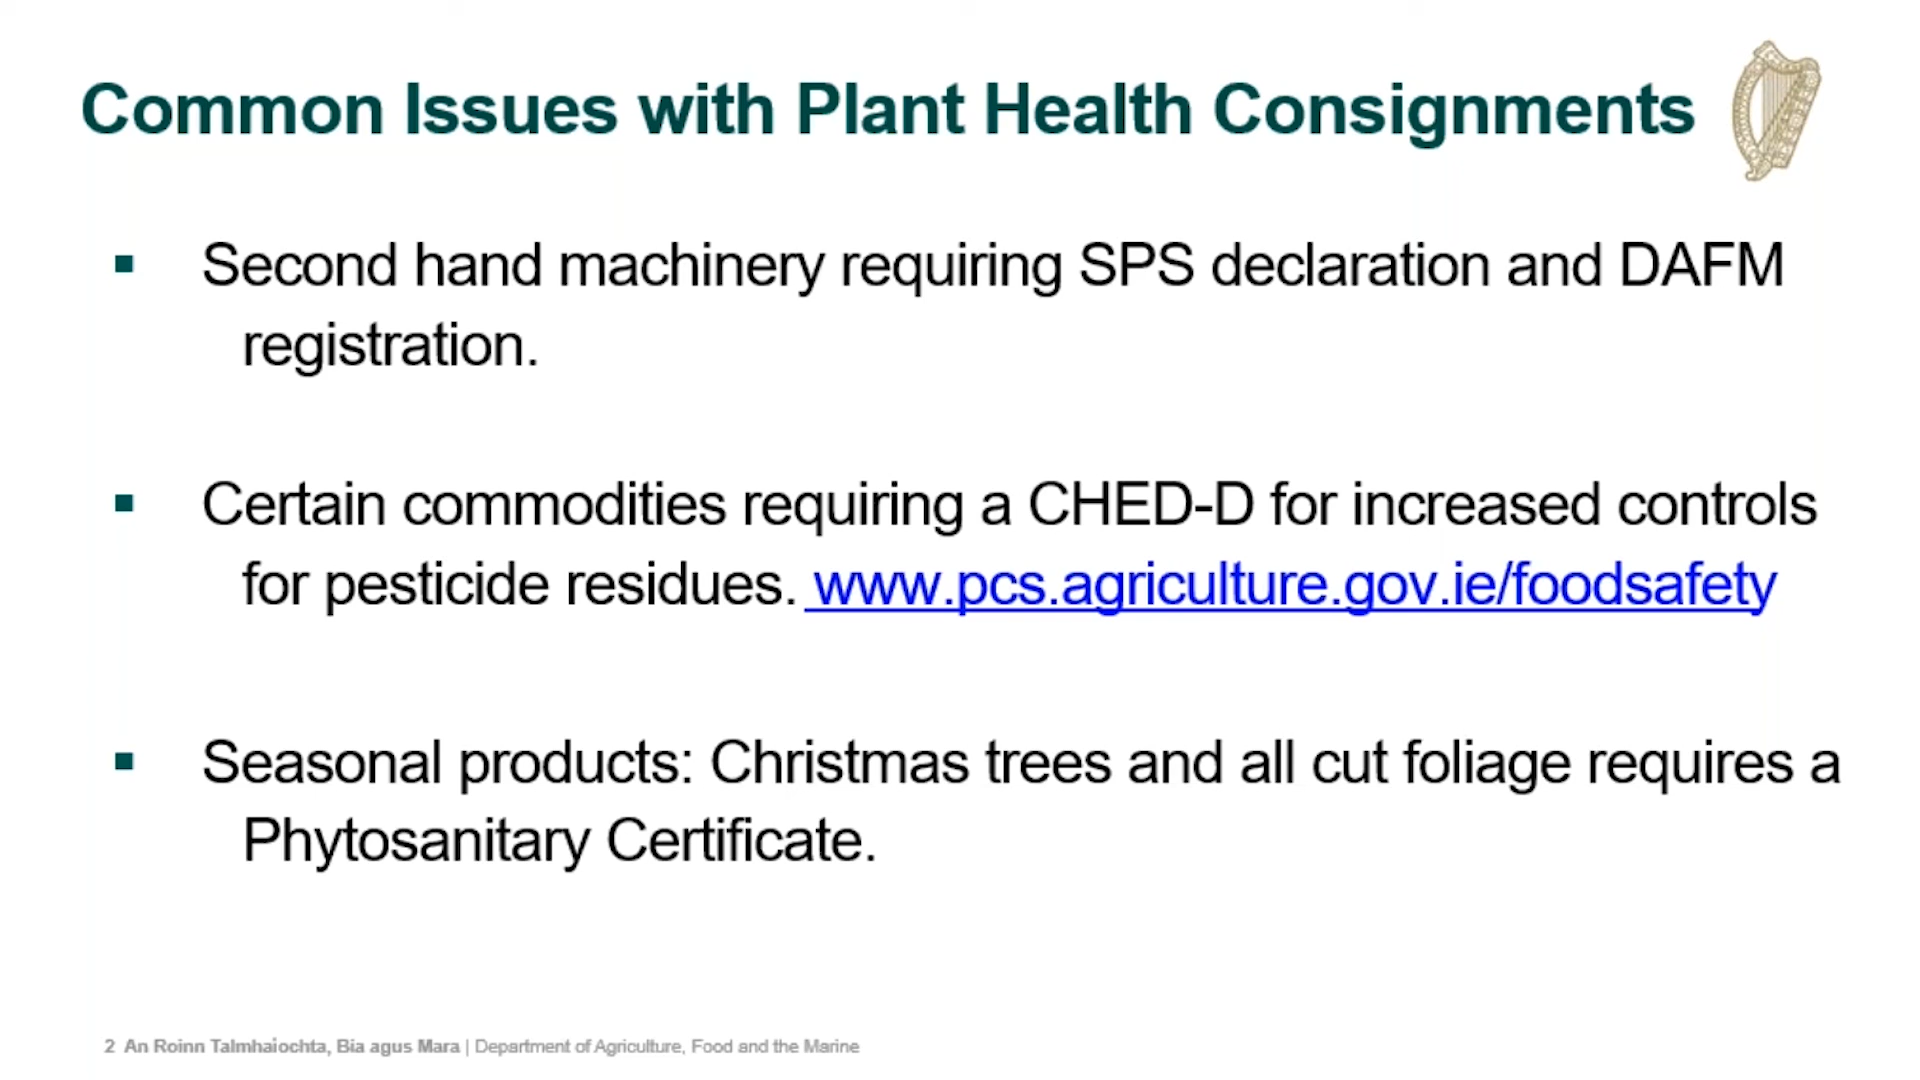 Common Issues with Plant Health Consignments
▪ Second hand machinery requiring SPS declaration and DAFM
registration.
▪ Certain commodities requiring a CHED-D for increased controls
for pesticide residues. www.pcs.agriculture.gov.ie/foodsafety
▪ Seasonal products: Christmas trees and all cut foliage requires a
Phytosanitary Certificate.
2 An Roinn Talmhaíochta, Bia agus Mara | Department of Agriculture, Food and the Marine